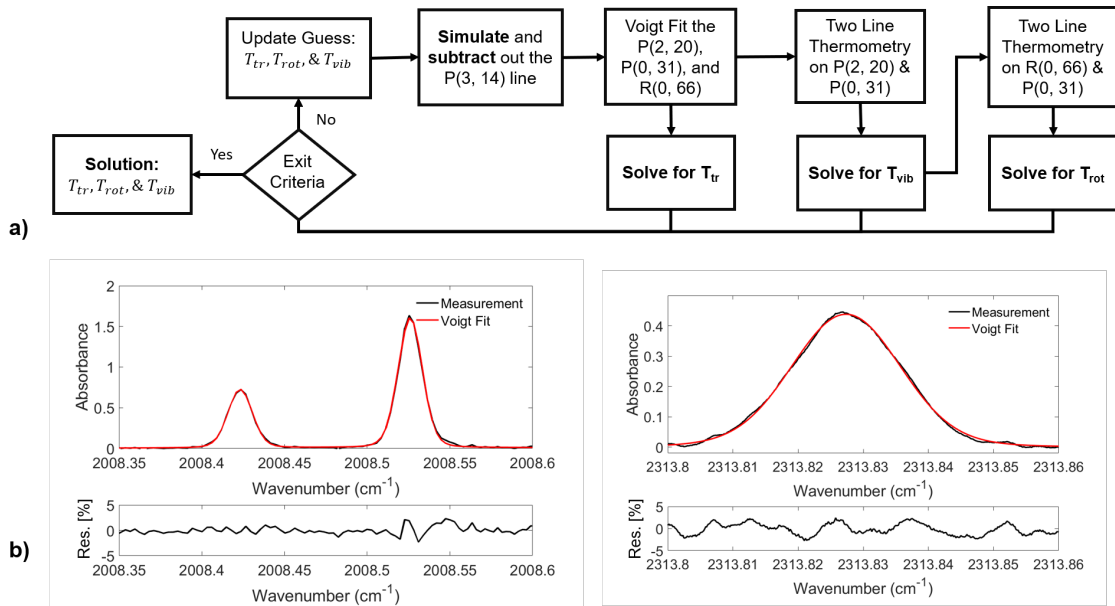 Update Guess:
T_tr, T_rot, & T_vib
Simulate and
subtract out the
P(3, 14) line
Voigt Fit the
P(2, 20),
P(0, 31), and
R(0, 66)
Two Line
Thermometry
on P(2, 20) &
P(0, 31)
Two Line
Thermometry
on R(0, 66) &
P(0, 31)
No
Solution:
T_tr, T_rot, & T_vib
Yes
Exit
Criteria
Solve for T_tr
Solve for T_vib
Solve for T_rot
a)
2
1.5
1
0.5
0
Absorbance
Measurement
Voigt Fit
2008.35 2008.4 2008.45 2008.5 2008.55 2008.6
Wavenumber (cm⁻¹)
5
-5
Res. [%]
2008.35 2008.4 2008.45 2008.5 2008.55 2008.6
Wavenumber (cm⁻¹)
0.4
0.3
0.2
0.1
0
Absorbance
Measurement
Voigt Fit
2313.8 2313.81 2313.82 2313.83 2313.84 2313.85 2313.86
Wavenumber (cm⁻¹)
5
0
-5
Res. [%]
2313.8 2313.81 2313.82 2313.83 2313.84 2313.85 2313.86
Wavenumber (cm⁻¹)
b)